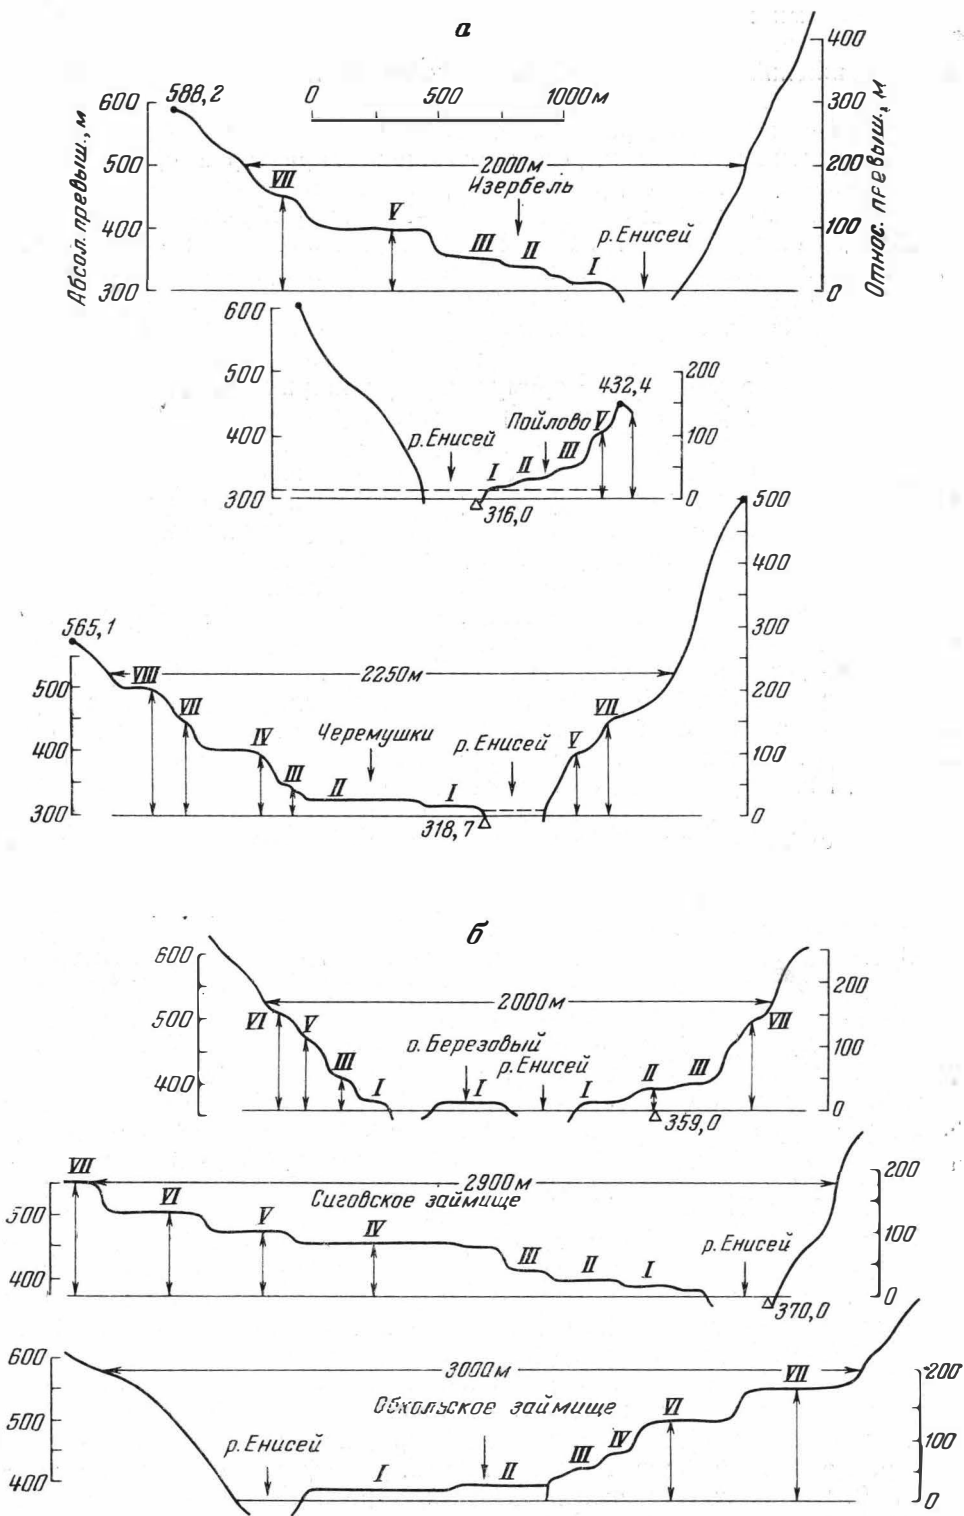 а
Абсол. превыш., м
600
500
400
300
588,2
0 500 1000м
2000м
VII
V
Изербель
III
II
I
р. Енисей
400
300
200
100
0
Относ. превыш., м
600
500
400
300
р. Енисей
Пойлово
432,4
I
II
III
V
316,0
200
100
0
565,1
500
400
300
2250м
VIII
VII
IV
III
Черемушки
р. Енисей
II
I
318,7
V
VII
500
400
300
200
100
0
б
600
500
400
2000м
VI
V
III
I
о. Березовый
р. Енисей
I
I
II
III
VII
359,0
200
100
0
VII
2900м
Сиговское займище
500
400
VI
V
IV
III
II
I
р. Енисей
370,0
200
100
0
600
500
400
3000м
VII
займище
VI
р. Енисей
I
II
III
IV
200
100
0